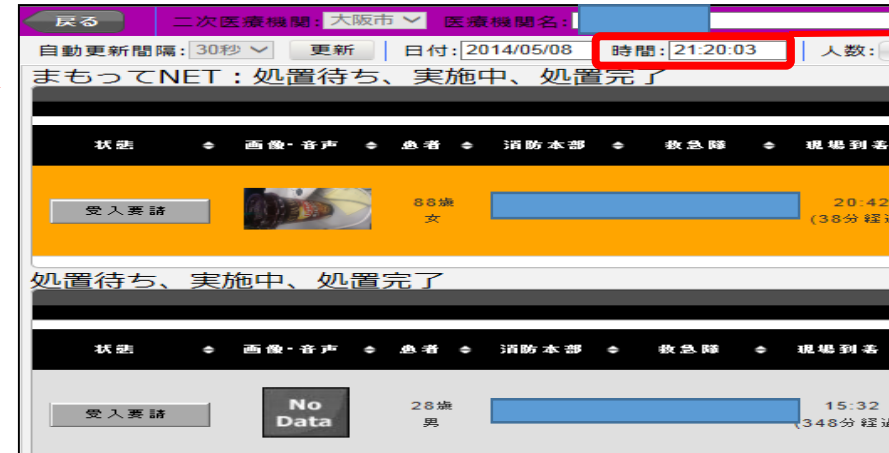 戻る 二次医療機関: 大阪市 医療機関名:
自動更新間隔: 30秒 更新 日付: 2014/05/08 時間: 21:20:03 人数:
まもってNET：処置待ち、実施中、処置完了
状態 画像・音声 患者 消防本部 救急隊 現場到着
受入要請 88歳 20:42
女 (38分経過
処置待ち、実施中、処置完了
状態 画像・音声 患者 消防本部 救急隊 現場到着
受入要請 No Data 28歳 15:32
男 (348分経過